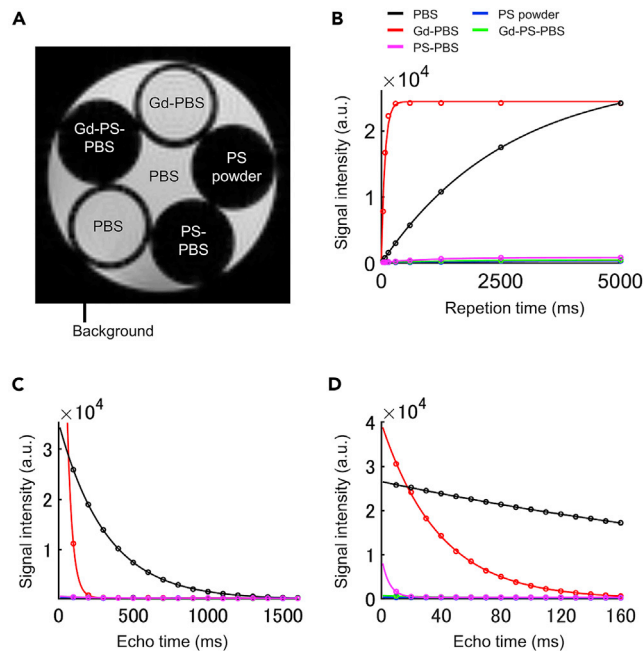 A
Gd-PBS
Gd-PS-
PBS
PS
powder
PBS
PBS
PS-
PBS
Background
B
PBS
PS powder
Gd-PBS
Gd-PS-PBS
PS-PBS
×10⁴
Signal intensity (a.u.)
2
1
0
0
2500
5000
Repetion time (ms)
C
×10⁴
Signal intensity (a.u.)
3
2
1
0
500
1000
1500
Echo time (ms)
D
×10⁴
Signal intensity (a.u.)
4
3
2
1
0
0
40
80
120
160
Echo time (ms)